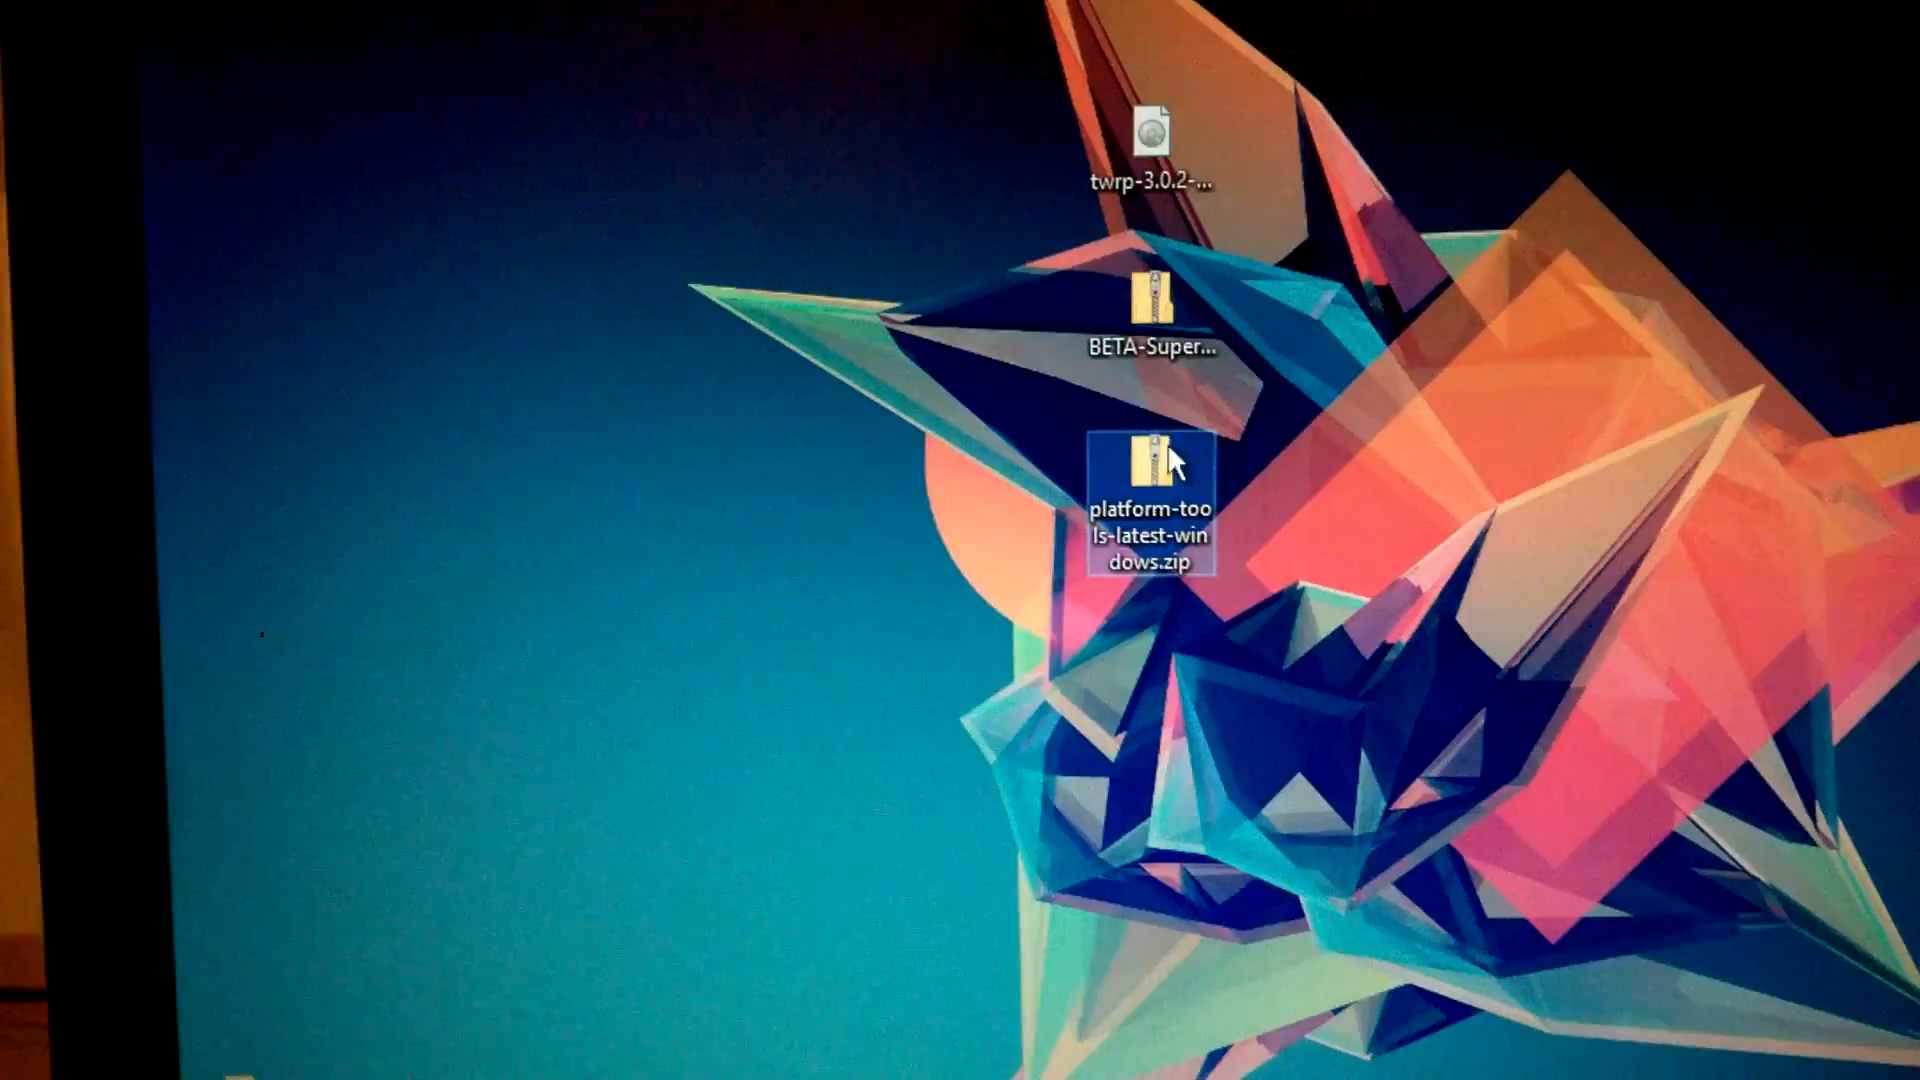 twrp-3.0.2-...
BETA-Super...
platform-too
ls-latest-win
dows.zip